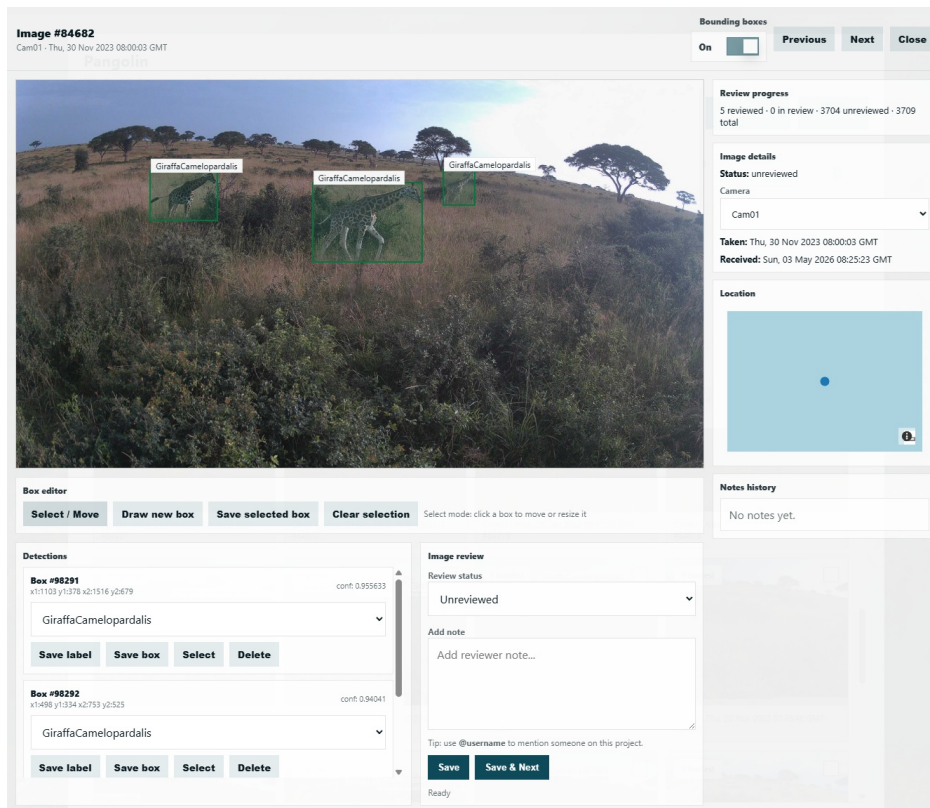 Image #84682
Cam01 · Thu, 30 Nov 2023 08:00:03 GMT
Pangolin
Bounding boxes
On
Previous
Next
Close
GiraffaCamelopardalis
GiraffaCamelopardalis
GiraffaCamelopardalis
Review progress
5 reviewed · 0 in review · 3704 unreviewed · 3709
total
Image details
Status: unreviewed
Camera
Cam01
Taken: Thu, 30 Nov 2023 08:00:03 GMT
Received: Sun, 03 May 2026 08:25:23 GMT
Location
Notes history
No notes yet.
Box editor
Select / Move
Draw new box
Save selected box
Clear selection
Select mode: click a box to move or resize it
Detections
Box #98291
x1:1103 y1:378 x2:1516 y2:679
conf: 0.955633
GiraffaCamelopardalis
Save label
Save box
Select
Delete
Box #98292
x1:498 y1:334 x2:753 y2:525
conf: 0.94041
GiraffaCamelopardalis
Save label
Save box
Select
Delete
Image review
Review status
Unreviewed
Add note
Add reviewer note...
Tip: use @username to mention someone on this project.
Save
Save & Next
Ready